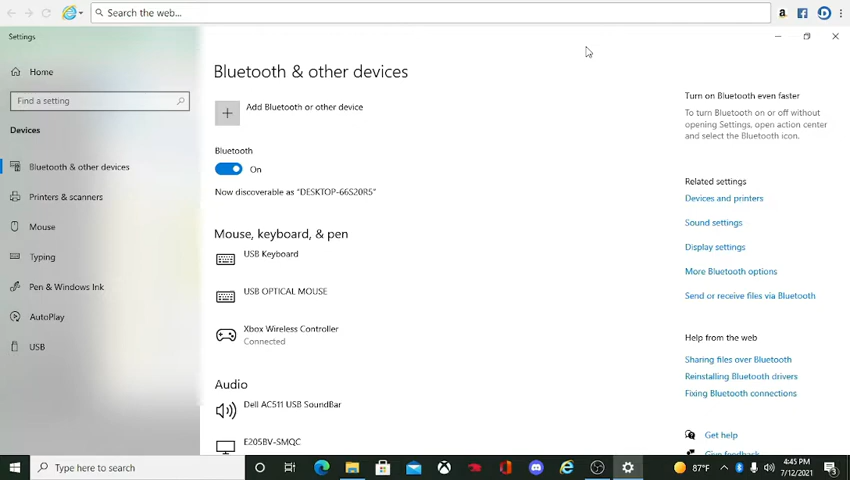 Search the web...
Settings
Home
Find a setting
Devices
Bluetooth & other devices
Printers & scanners
Mouse
Typing
Pen & Windows Ink
AutoPlay
USB
Bluetooth & other devices
Add Bluetooth or other device
Bluetooth
On
Now discoverable as "DESKTOP-66S20R5"
Mouse, keyboard, & pen
USB Keyboard
USB OPTICAL MOUSE
Xbox Wireless Controller
Connected
Audio
Dell AC511 USB SoundBar
E205BV-SMQC
Turn on Bluetooth even faster
To turn Bluetooth on or off without
opening Settings, open action center
and select the Bluetooth icon.
Related settings
Devices and printers
Sound settings
Display settings
More Bluetooth options
Send or receive files via Bluetooth
Help from the web
Sharing files over Bluetooth
Reinstalling Bluetooth drivers
Fixing Bluetooth connections
Get help
Give feedback
Type here to search
87°F
4:45 PM
7/12/2021
3